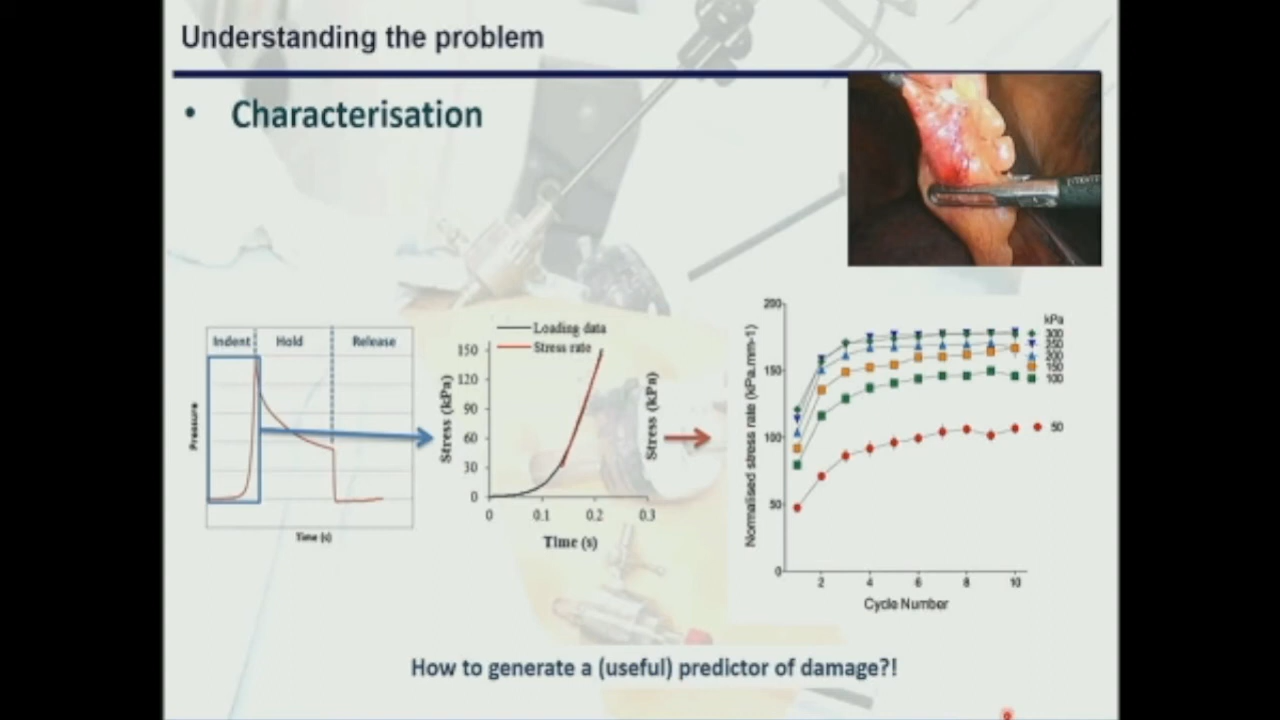 Understanding the problem
• Characterisation
Indent Hold Release
Pressure
Time (s)
Loading data
Stress rate
Stress (kPa)
150
120
90
60
30
0
0 0.1 0.2 0.3
Time (s)
Stress (kPa)
Normalised stress rate (kPa.mm-1)
200
150
100
50
0
2 4 6 8 10
Cycle Number
kPa
300
250
200
150
100
50
How to generate a (useful) predictor of damage?!